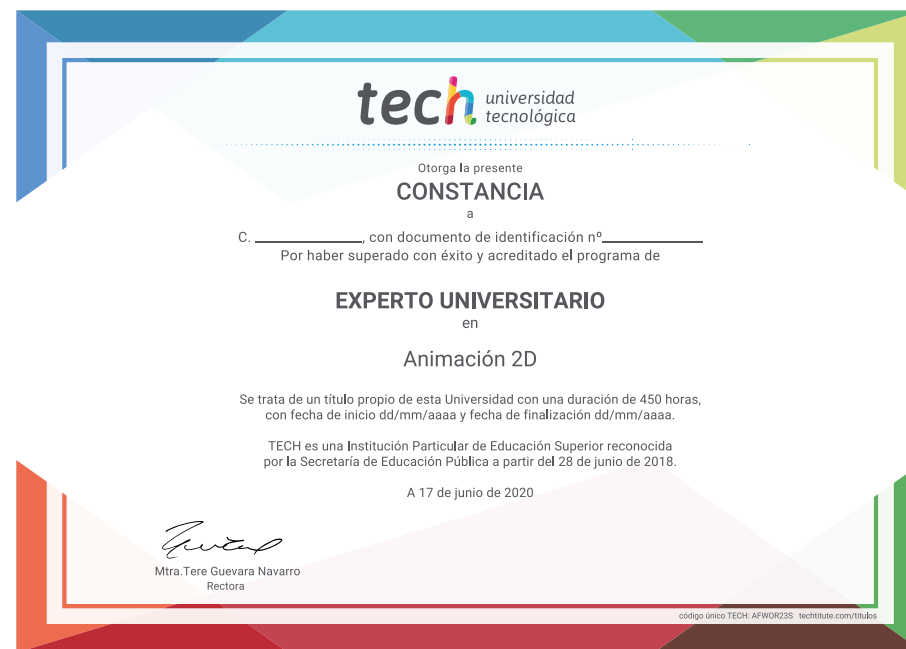 tech universidad
tecnológica
Otorga la presente
CONSTANCIA
a
C. ______________, con documento de identificación nº______________
Por haber superado con éxito y acreditado el programa de
EXPERTO UNIVERSITARIO
en
Animación 2D
Se trata de un título propio de esta Universidad con una duración de 450 horas,
con fecha de inicio dd/mm/aaaa y fecha de finalización dd/mm/aaaa.
TECH es una Institución Particular de Educación Superior reconocida
por la Secretaría de Educación Pública a partir del 28 de junio de 2018.
A 17 de junio de 2020
Mtra.Tere Guevara Navarro
Rectora
código único TECH: AFWOR23S techtitute.com/títulos